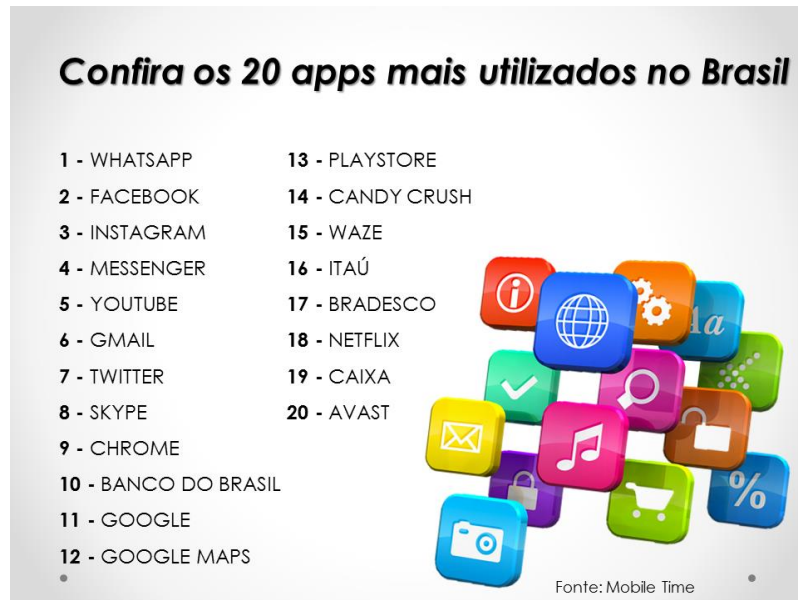 Confira os 20 apps mais utilizados no Brasil
1 - WHATSAPP
2 - FACEBOOK
3 - INSTAGRAM
4 - MESSENGER
5 - YOUTUBE
6 - GMAIL
7 - TWITTER
8 - SKYPE
9 - CHROME
10 - BANCO DO BRASIL
11 - GOOGLE
12 - GOOGLE MAPS
13 - PLAYSTORE
14 - CANDY CRUSH
15 - WAZE
16 - ITAÚ
17 - BRADESCO
18 - NETFLIX
19 - CAIXA
20 - AVAST
i
Aa
%
Fonte: Mobile Time